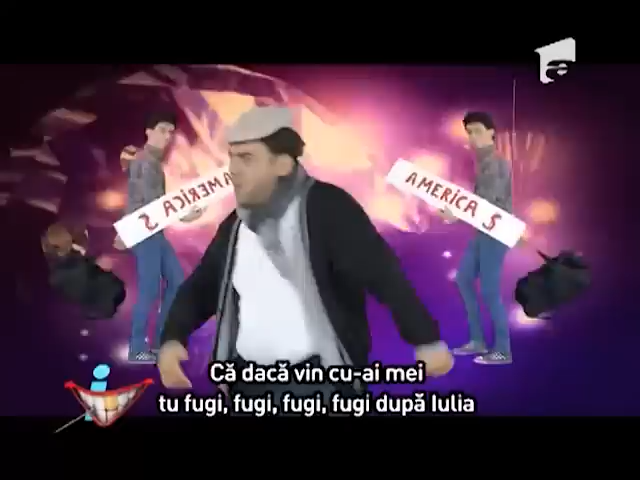 AMERICA S
AMERICA S
Că dacă vin cu-ai mei
tu fugi, fugi, fugi, fugi după Iulia